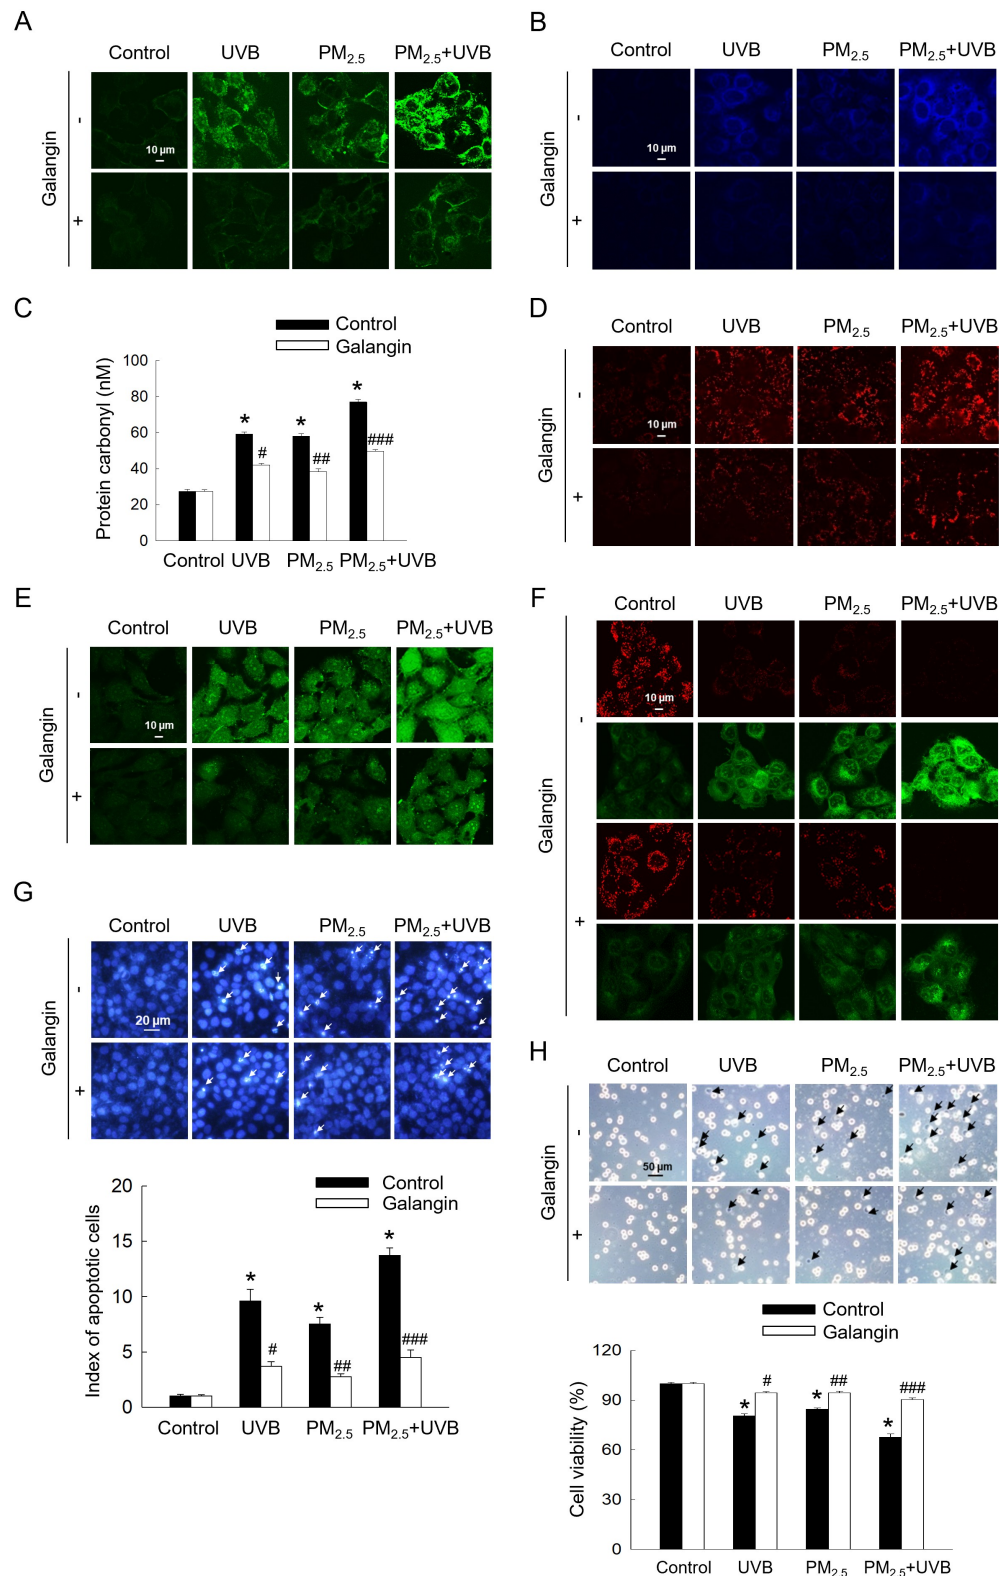 A
Control UVB PM2.5 PM2.5+UVB
Galangin
-
+
10 µm
B
Control UVB PM2.5 PM2.5+UVB
Galangin
-
+
10 µm
C
Control
Galangin
Protein carbonyl (nM)
100
80
60
40
20
0
* * *
# ## ###
Control UVB PM2.5 PM2.5+UVB
D
Control UVB PM2.5 PM2.5+UVB
Galangin
-
+
10 µm
E
Control UVB PM2.5 PM2.5+UVB
Galangin
-
+
10 µm
F
Control UVB PM2.5 PM2.5+UVB
Galangin
-
+
10 µm
G
Control UVB PM2.5 PM2.5+UVB
Galangin
-
+
20 µm
Control
Galangin
Index of apoptotic cells
20
15
10
5
0
* * *
# ## ###
Control UVB PM2.5 PM2.5+UVB
H
Control UVB PM2.5 PM2.5+UVB
Galangin
-
+
50 µm
Control
Galangin
Cell viability (%)
120
90
60
30
0
* * *
# ## ###
Control UVB PM2.5 PM2.5+UVB